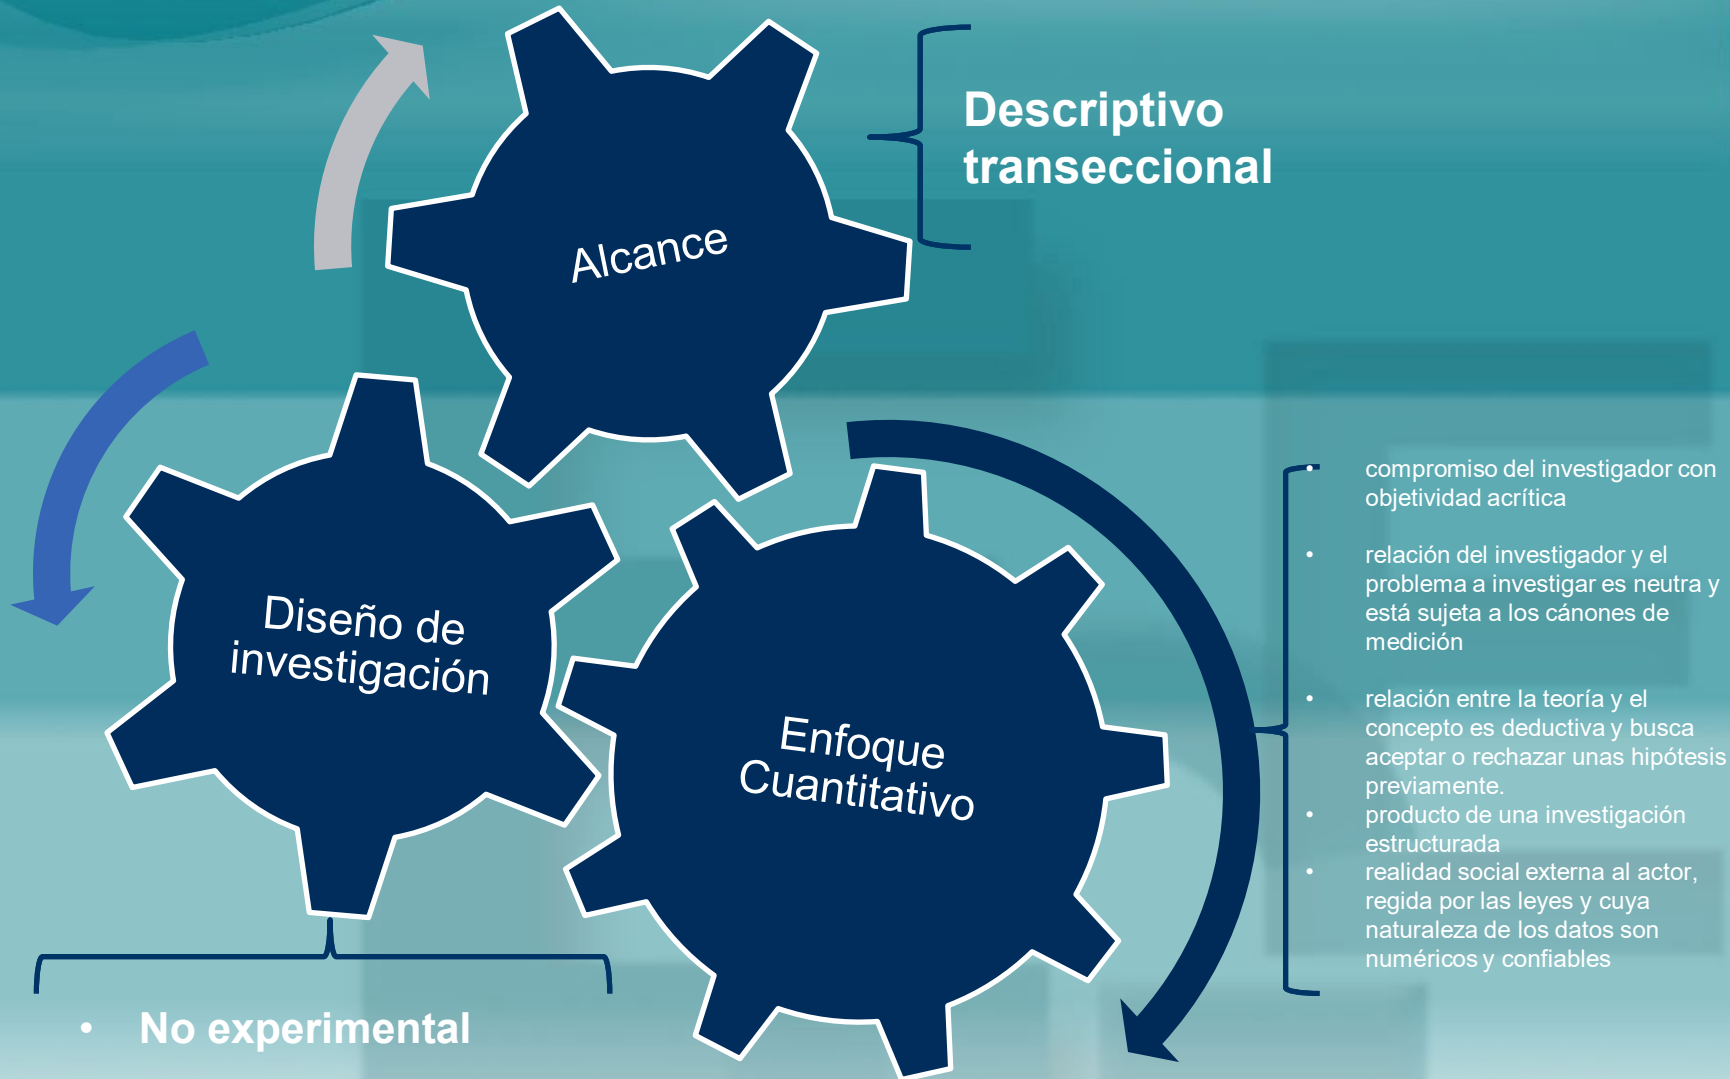 Descriptivo
transeccional
Alcance
Diseño de
investigación
Enfoque
Cuantitativo
• compromiso del investigador con
objetividad acrítica
• relación del investigador y el
problema a investigar es neutra y
está sujeta a los cánones de
medición
• relación entre la teoría y el
concepto es deductiva y busca
aceptar o rechazar unas hipótesis
previamente.
• producto de una investigación
estructurada
• realidad social externa al actor,
regida por las leyes y cuya
naturaleza de los datos son
numéricos y confiables
• No experimental